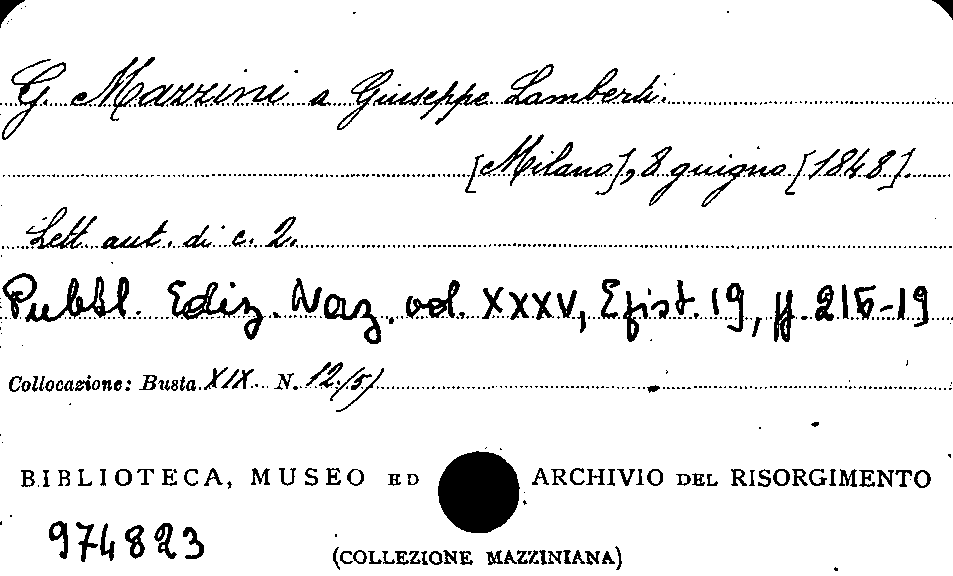 G. Mazzini a Giuseppe Lamberti.
[Milano], 8 giugno [1848].
Lett. aut. di c. 2.
Pubbl. Ediz. Naz. vol. XXXV, Epist. 19, pp. 215-19
Collocazione: Busta XIX N. 12(5)
BIBLIOTECA, MUSEO ED ARCHIVIO DEL RISORGIMENTO
974823
(COLLEZIONE MAZZINIANA)